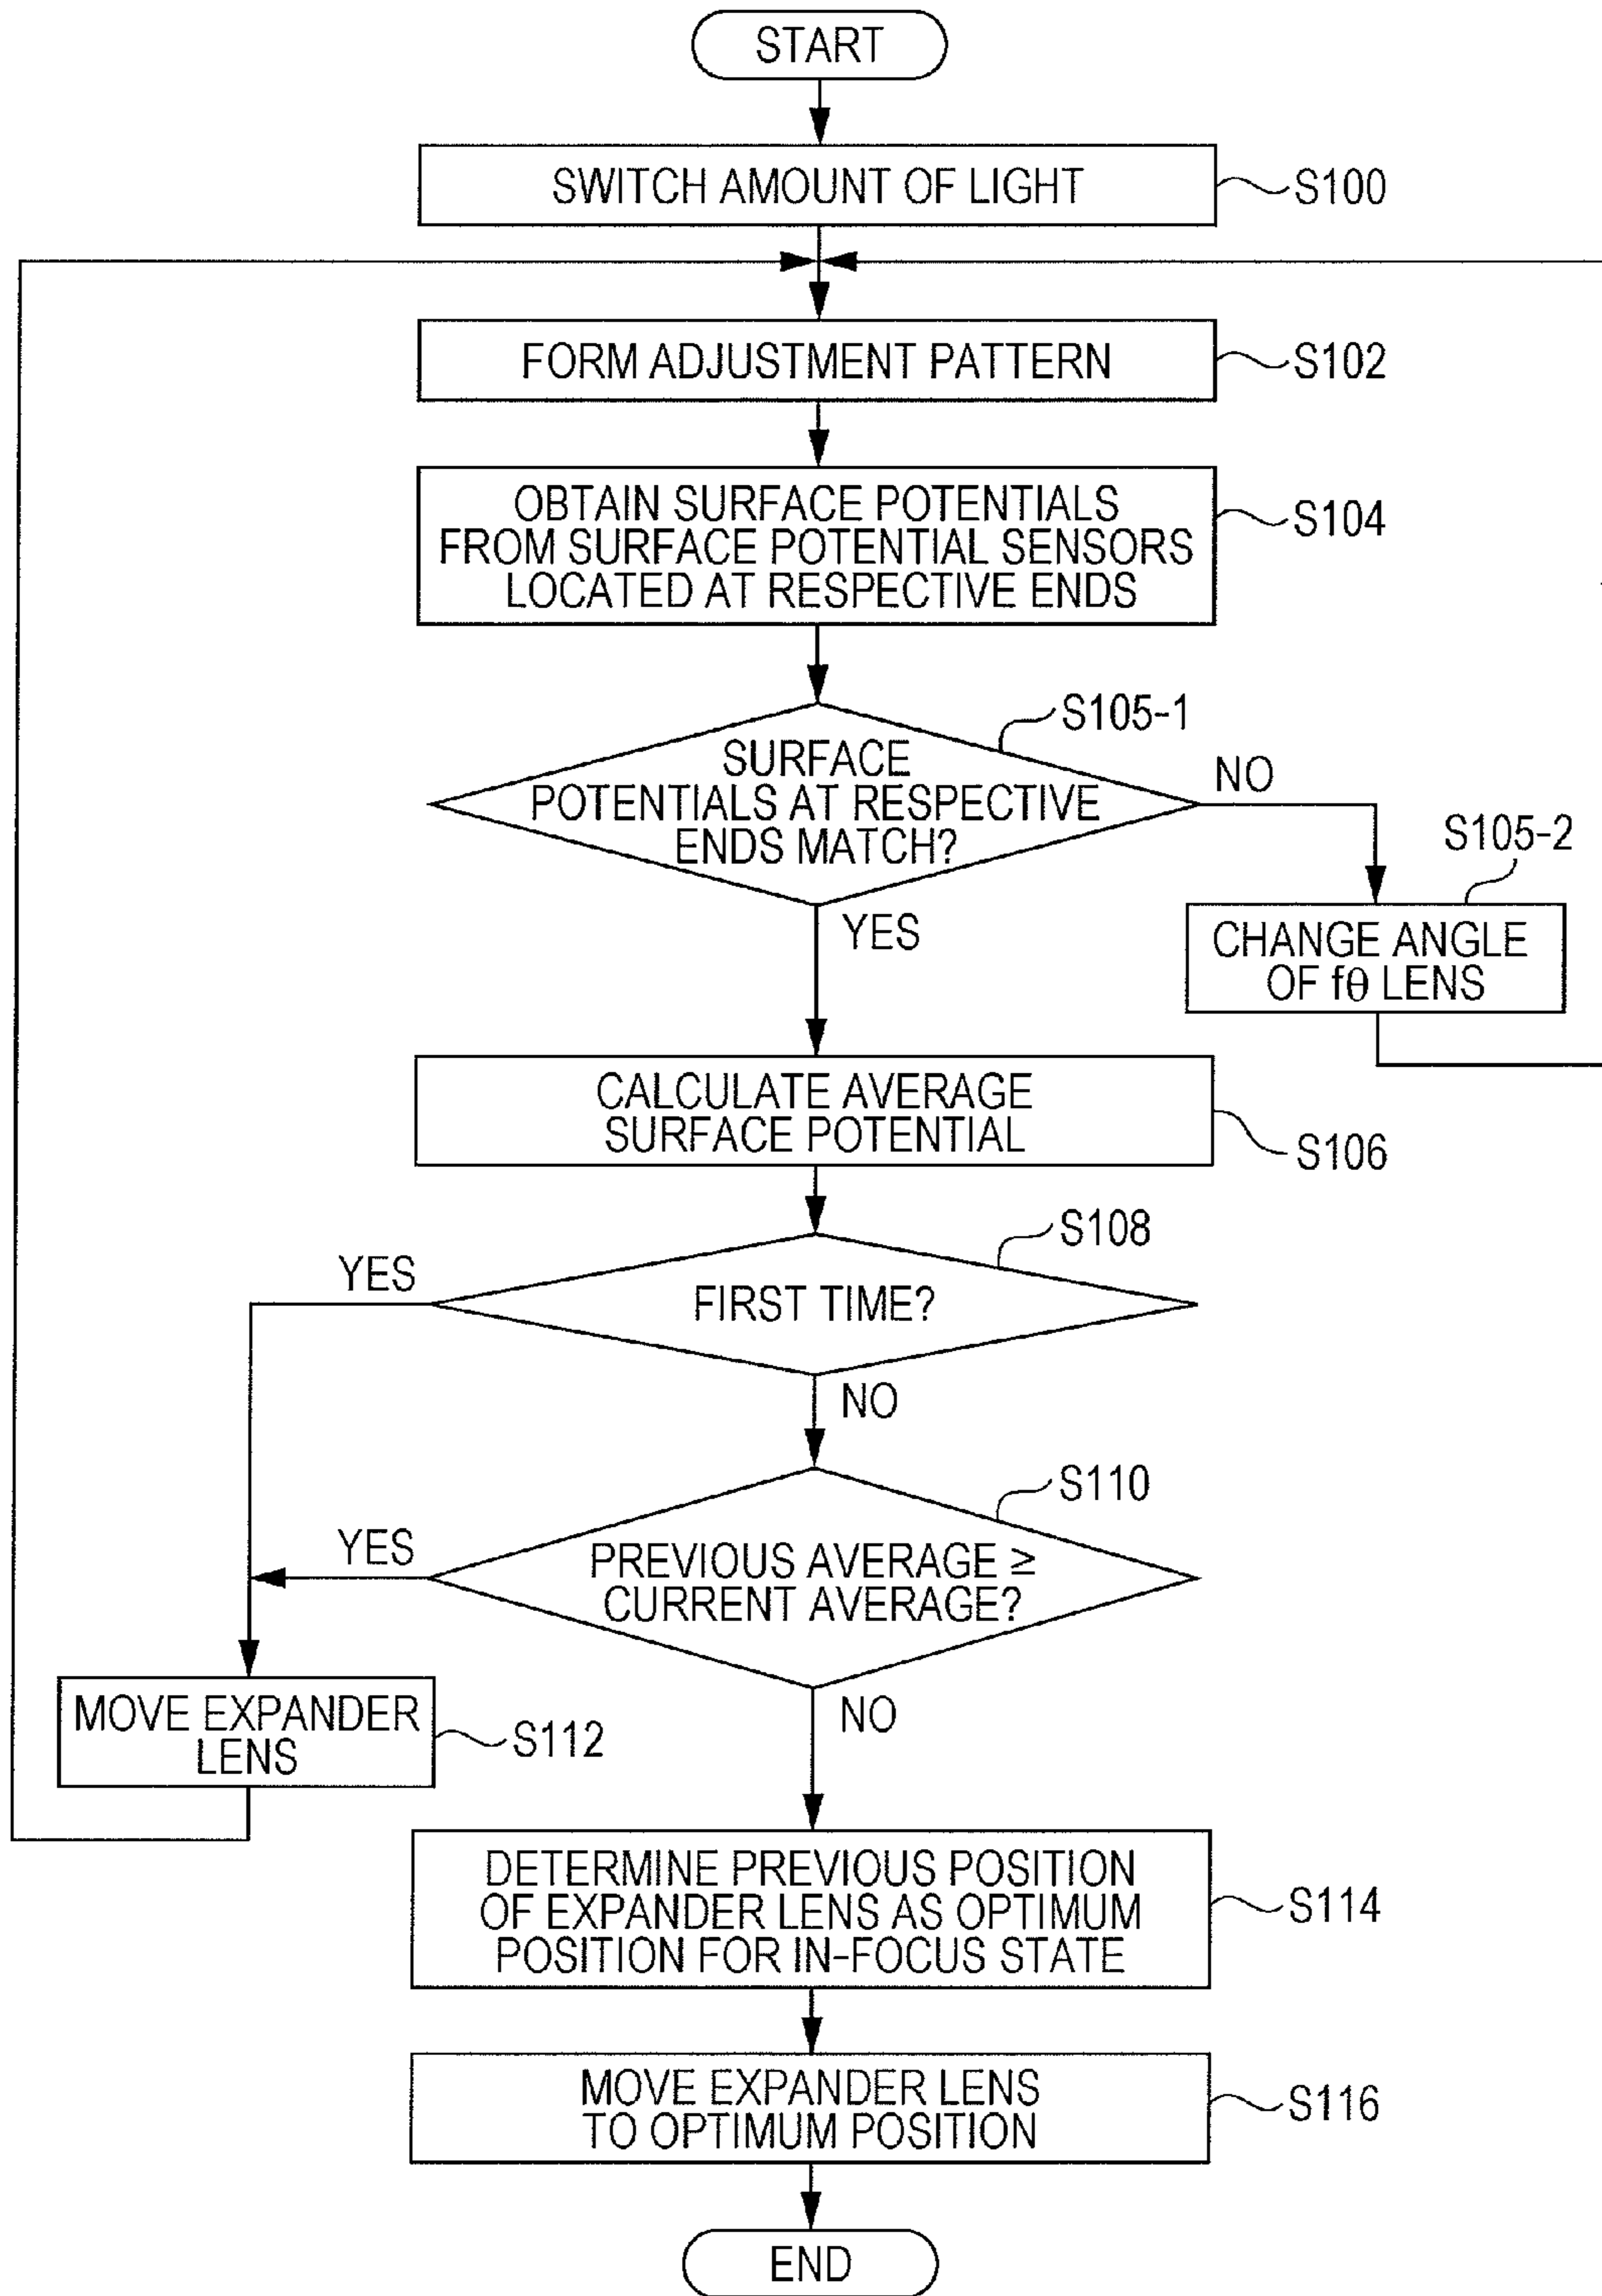 START
SWITCH AMOUNT OF LIGHT
S100
FORM ADJUSTMENT PATTERN
S102
OBTAIN SURFACE POTENTIALS
FROM SURFACE POTENTIAL SENSORS
LOCATED AT RESPECTIVE ENDS
S104
S105-1
SURFACE
POTENTIALS AT RESPECTIVE
ENDS MATCH?
NO
YES
S105-2
CHANGE ANGLE
OF fθ LENS
CALCULATE AVERAGE
SURFACE POTENTIAL
S106
S108
YES
FIRST TIME?
NO
S110
YES
PREVIOUS AVERAGE ≥
CURRENT AVERAGE?
NO
MOVE EXPANDER
LENS
S112
DETERMINE PREVIOUS POSITION
OF EXPANDER LENS AS OPTIMUM
POSITION FOR IN-FOCUS STATE
S114
MOVE EXPANDER LENS
TO OPTIMUM POSITION
S116
END